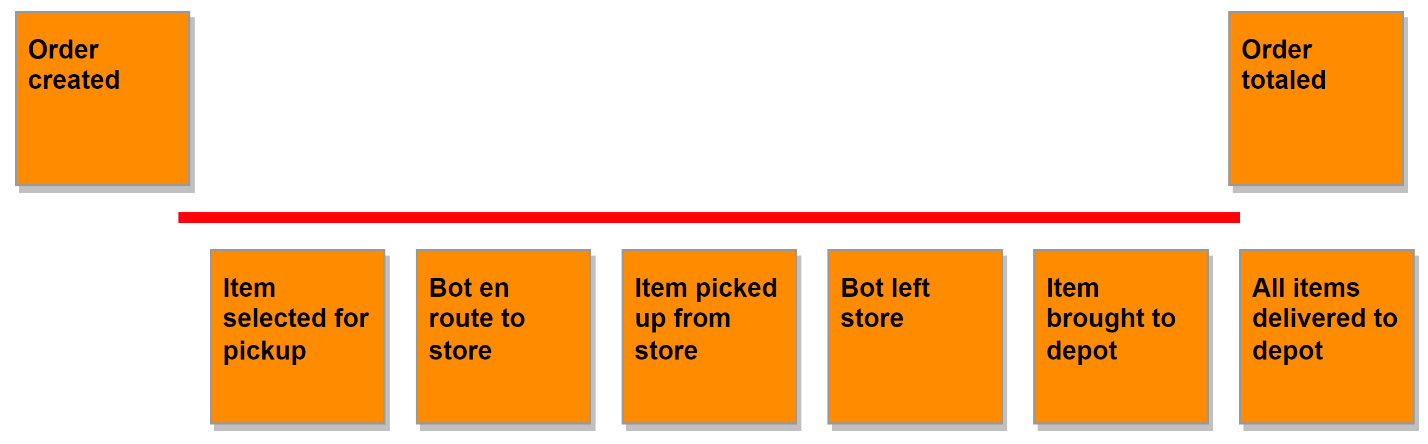 Order
created
Order
totaled
Item
selected for
pickup
Bot en
route to
store
Item picked
up from
store
Bot left
store
Item
brought to
depot
All items
delivered to
depot